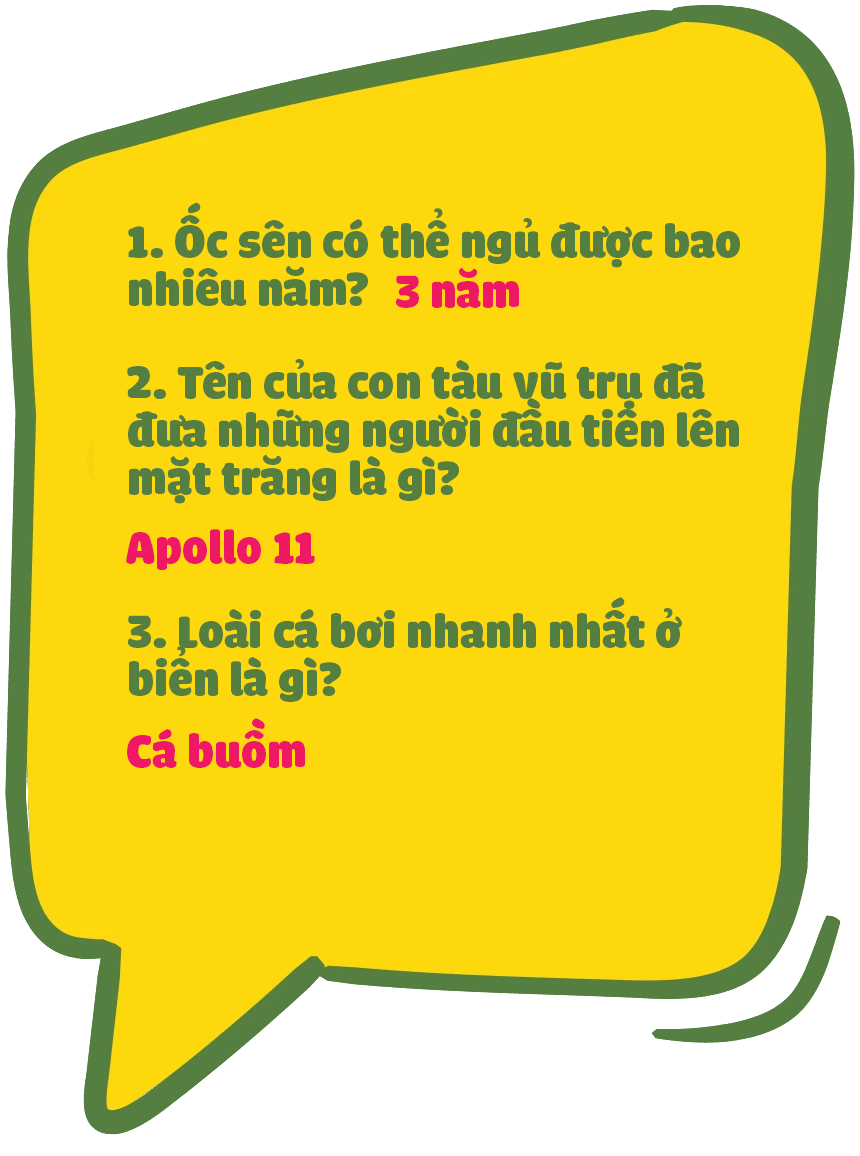 1. Ốc sên có thể ngủ được bao
nhiêu năm? 3 năm
2. Tên của con tàu vũ trụ đã
đưa những người đầu tiên lên
mặt trăng là gì?
Apollo 11
3. Loài cá bơi nhanh nhất ở
biển là gì?
Cá buồm